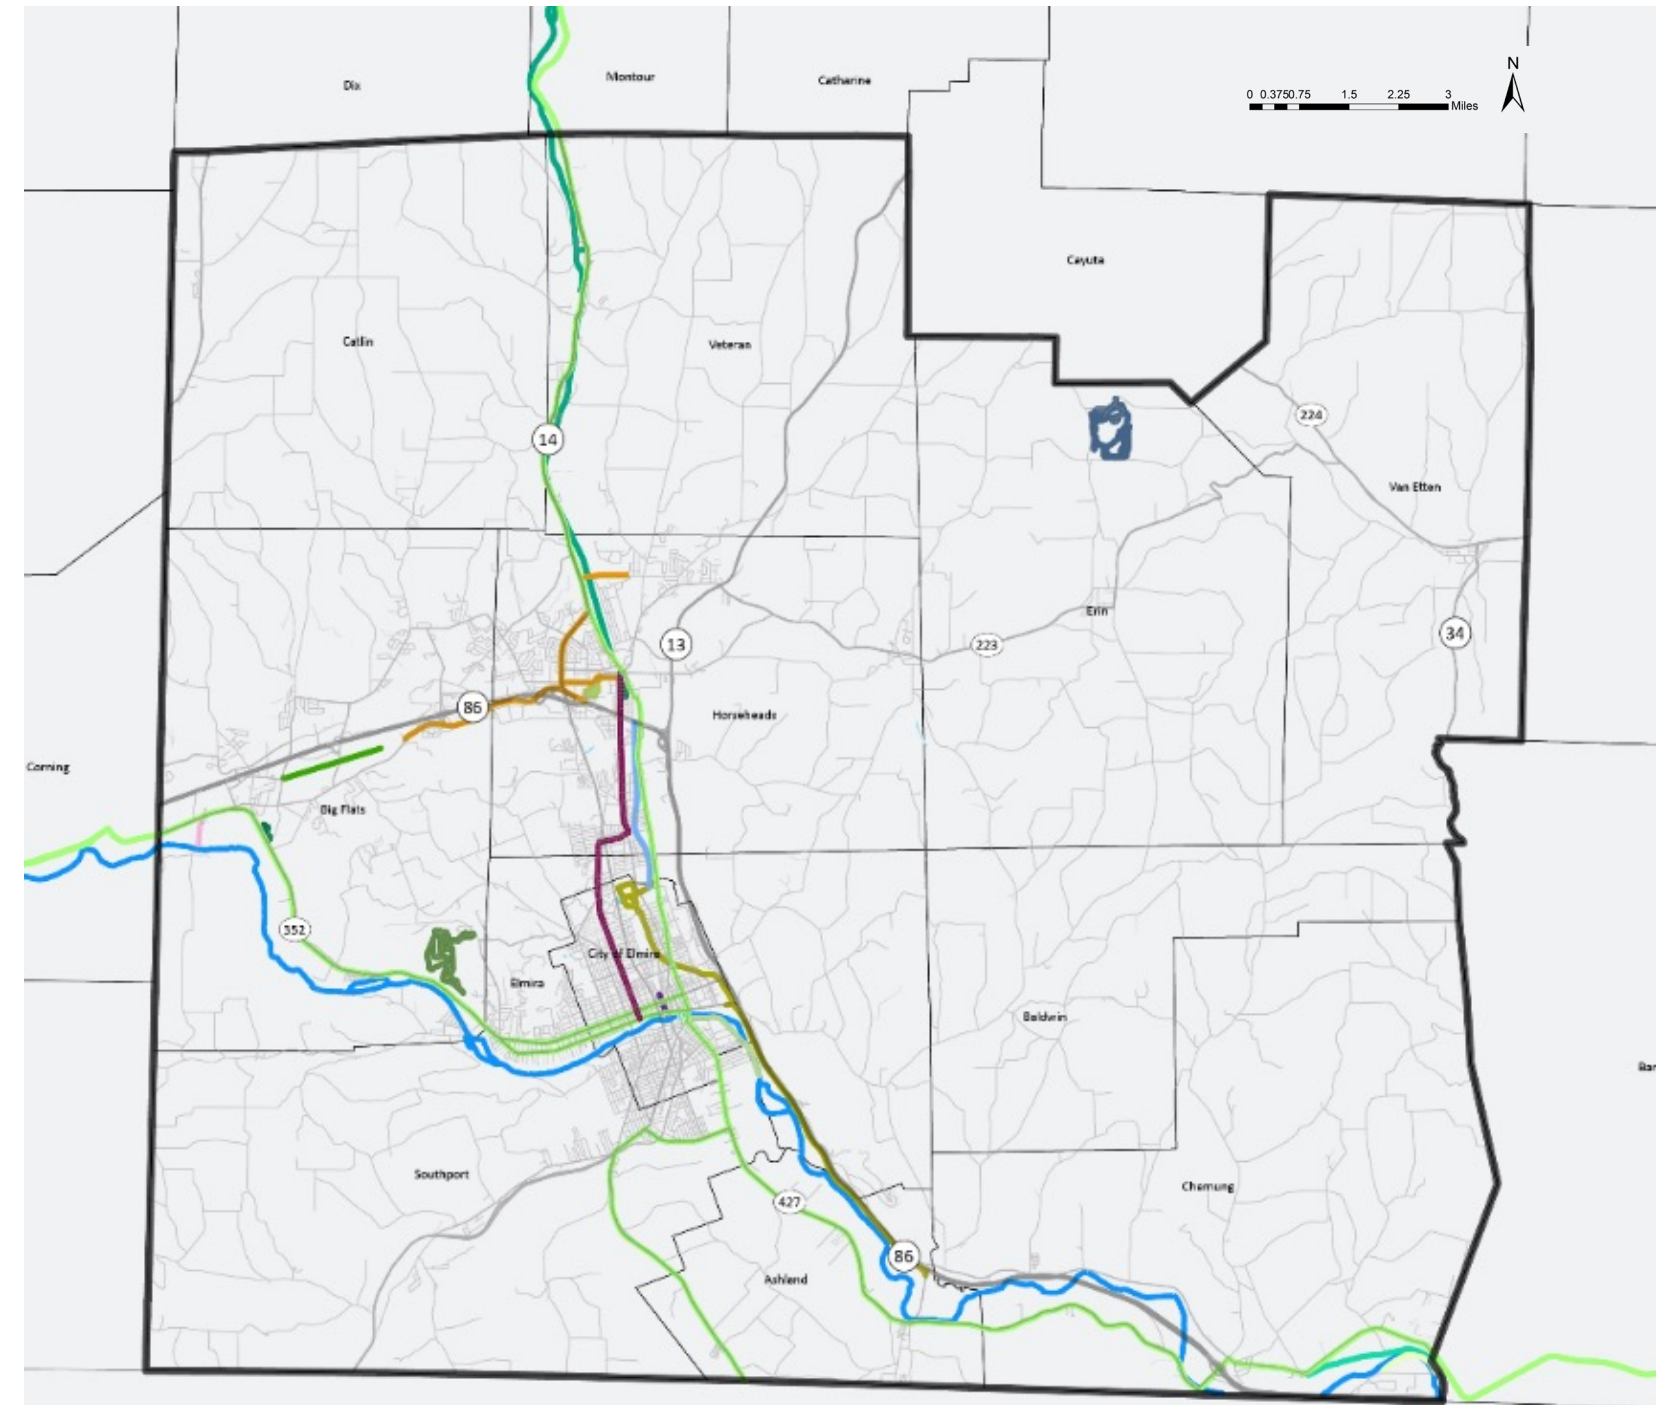 Dix
Montour
Catharine
N
0 0.375 0.75 1.5 2.25 3
Miles
Cayuta
Catlin
Veteran
224
14
Van Etten
Erin
34
13
223
86
Horseheads
Corning
Big Flats
352
City of Elmira
Elmira
Baldwin
Bar
Southport
Chemung
427
86
Ashland